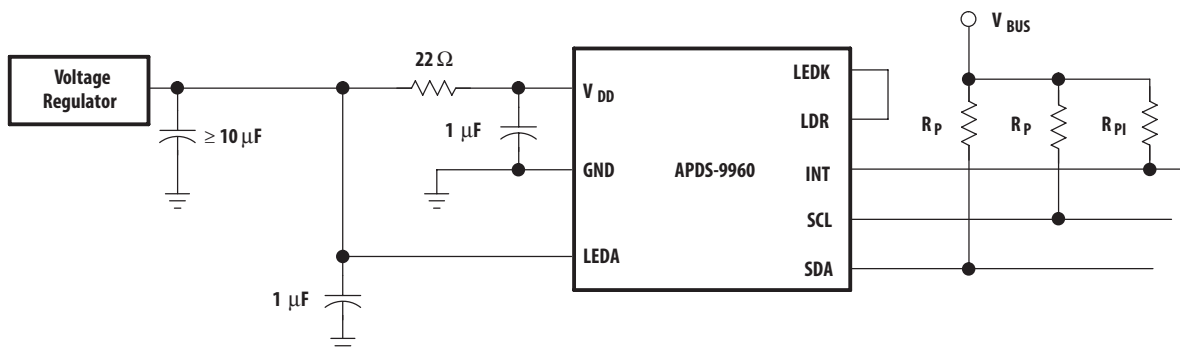 Voltage
Regulator
≥ 10 µF
22 Ω
1 µF
1 µF
V DD
GND
LEDA
APDS-9960
LEDK
LDR
INT
SCL
SDA
V BUS
R P
R P
R PI